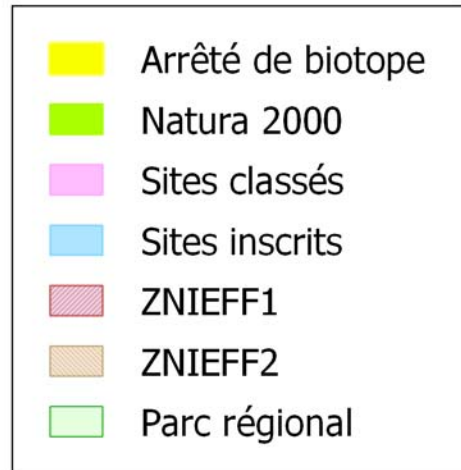 Arrêté de biotope
Natura 2000
Sites classés
Sites inscrits
ZNIEFF1
ZNIEFF2
Parc régional